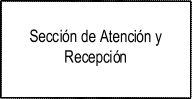 Sección de Atención y
Recepción